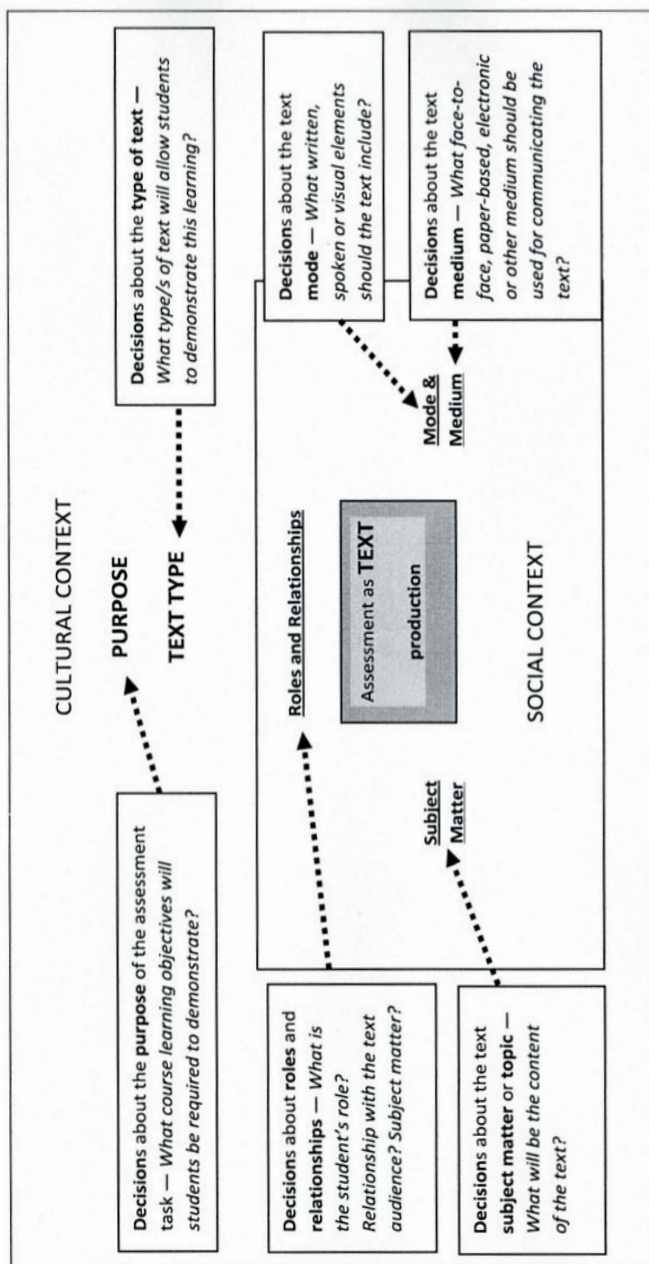 CULTURAL CONTEXT
Decisions about the purpose of the assessment
task — What course learning objectives will
students be required to demonstrate?
PURPOSE
TEXT TYPE
Decisions about the type of text —
What type/s of text will allow students
to demonstrate this learning?
Decisions about roles and
relationships — What is
the student's role?
Relationship with the text
audience? Subject matter?
Roles and Relationships
Decisions about the text
mode — What written,
spoken or visual elements
should the text include?
Assessment as TEXT
production
Mode &
Medium
Subject
Matter
Decisions about the text
subject matter or topic —
What will be the content
of the text?
SOCIAL CONTEXT
Decisions about the text
medium — What face-to-
face, paper-based, electronic
or other medium should be
used for communicating the
text?